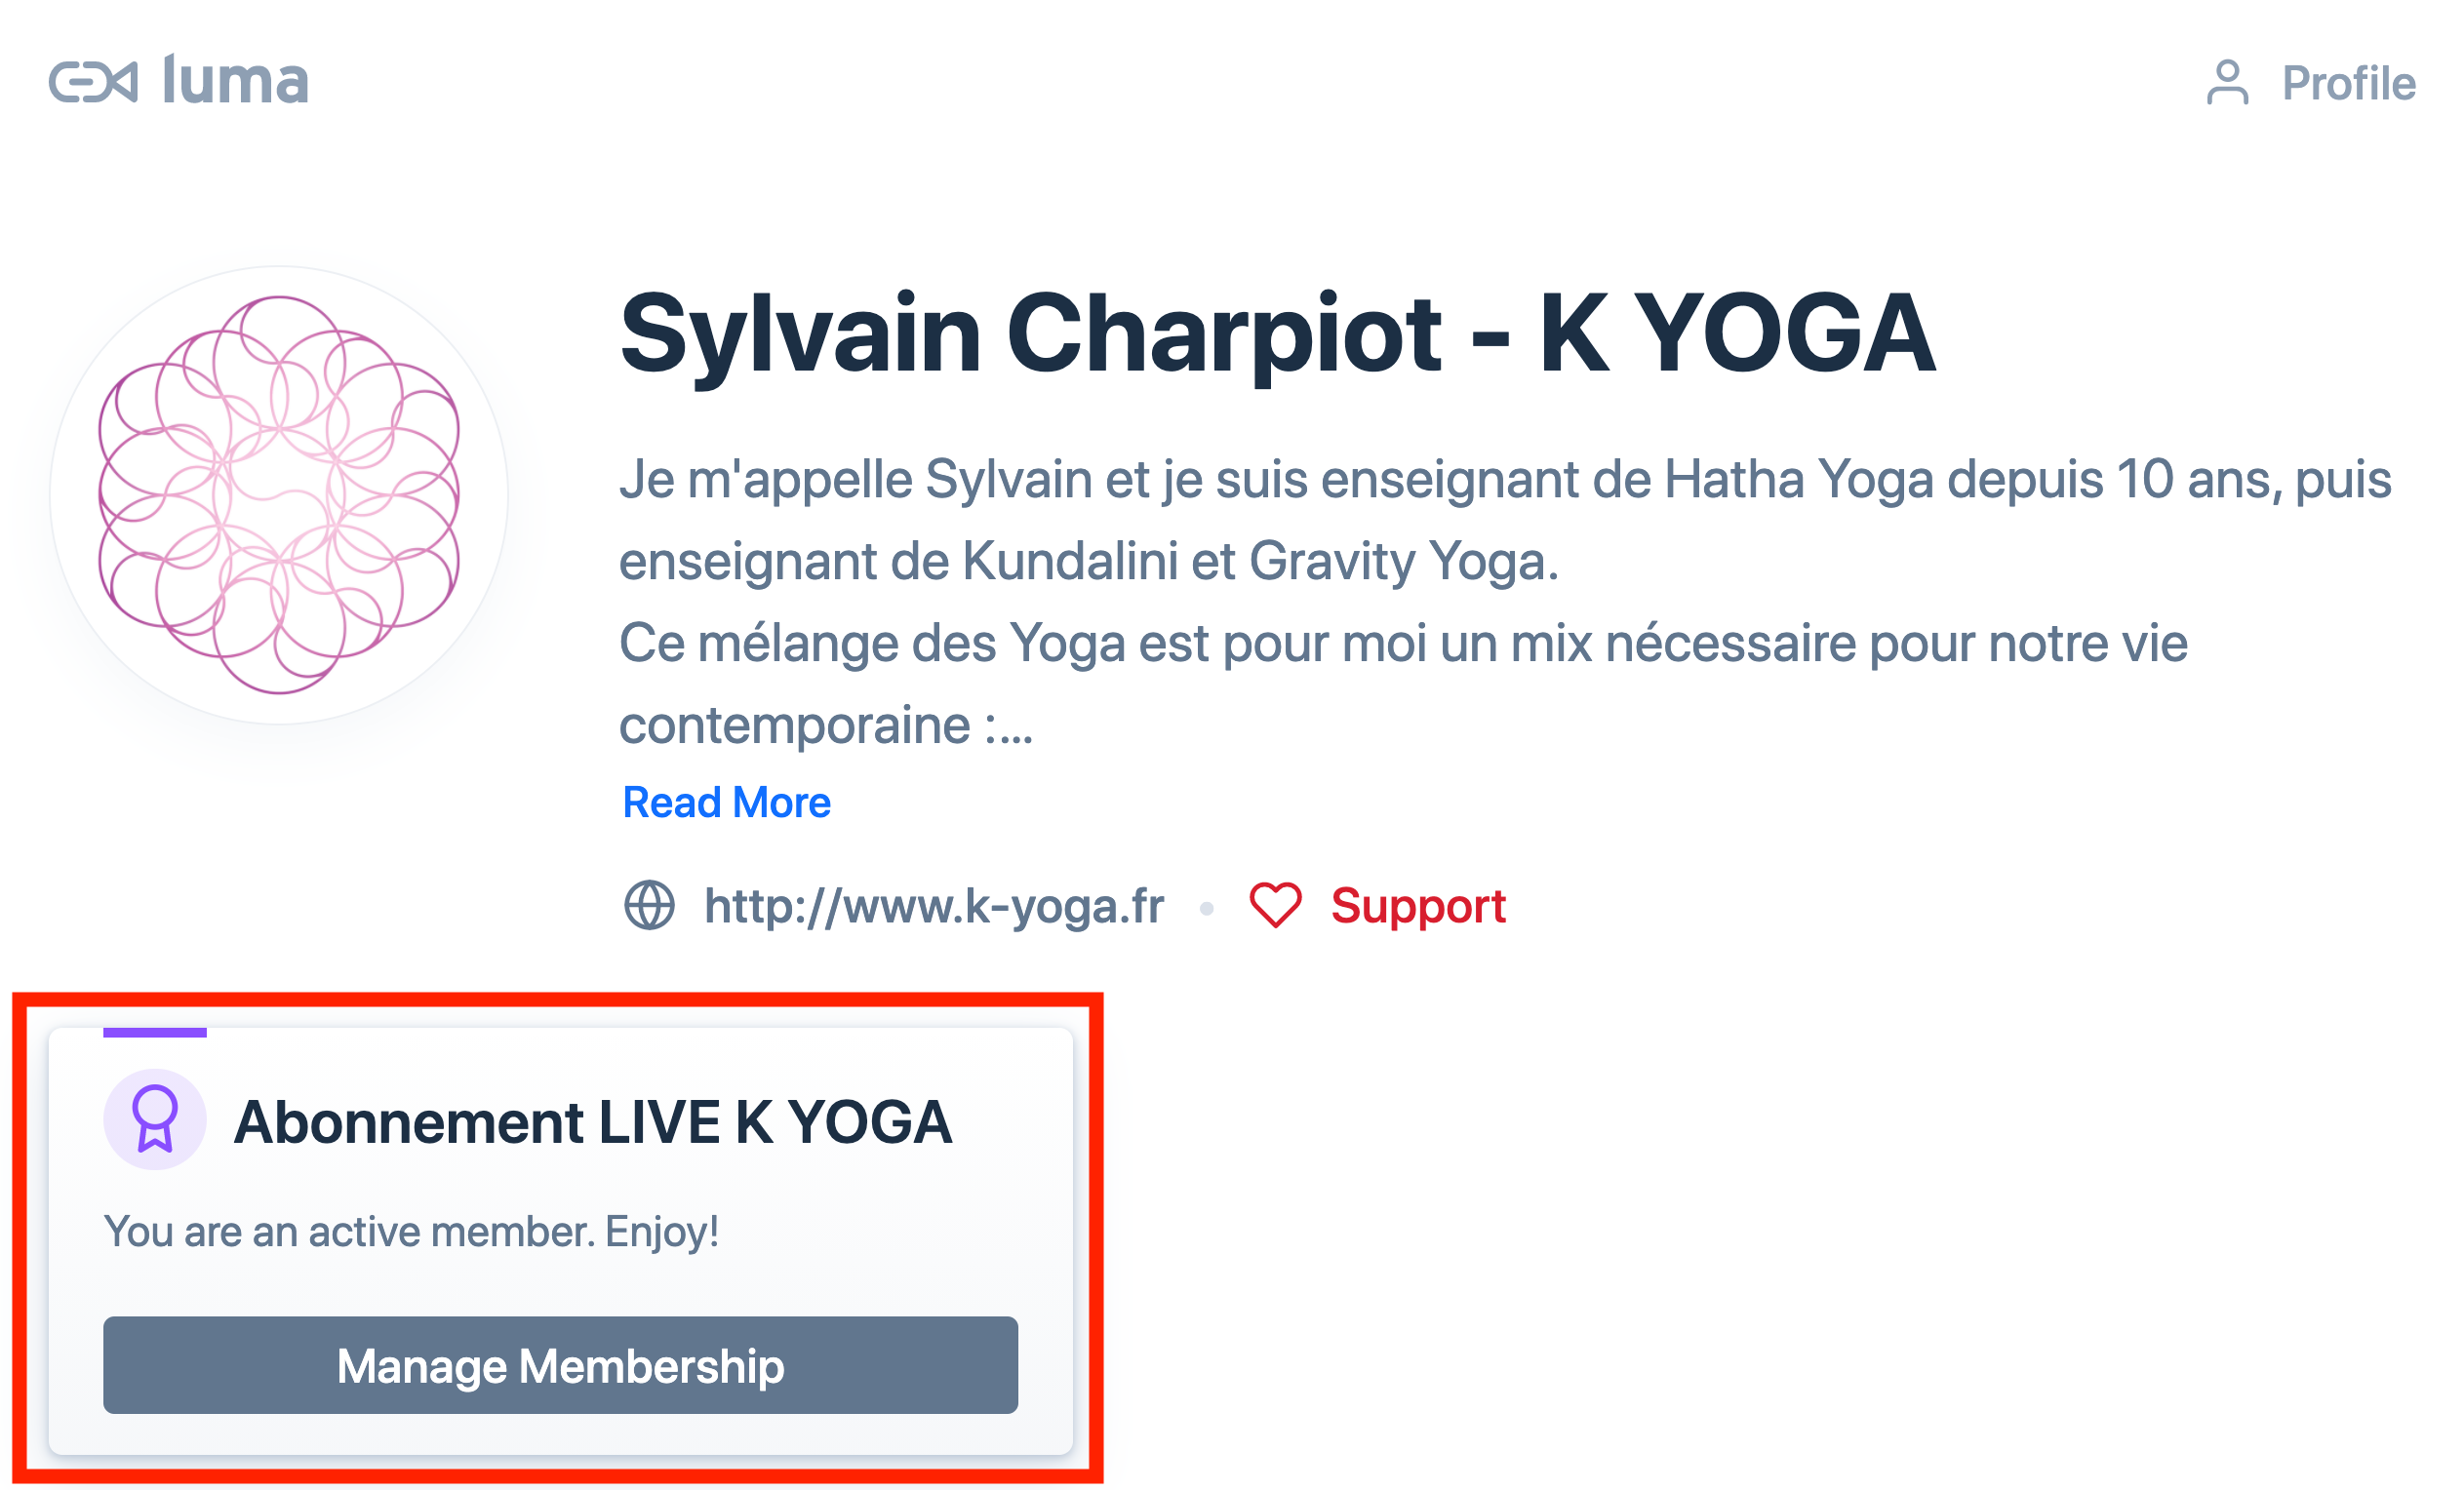 luma
Profile
Sylvain Charpiot - K YOGA
Je m'appelle Sylvain et je suis enseignant de Hatha Yoga depuis 10 ans, puis
enseignant de Kundalini et Gravity Yoga.
Ce mélange des Yoga est pour moi un mix nécessaire pour notre vie
contemporaine :...
Read More
http://www.k-yoga.fr • Support
Abonnement LIVE K YOGA
You are an active member. Enjoy!
Manage Membership